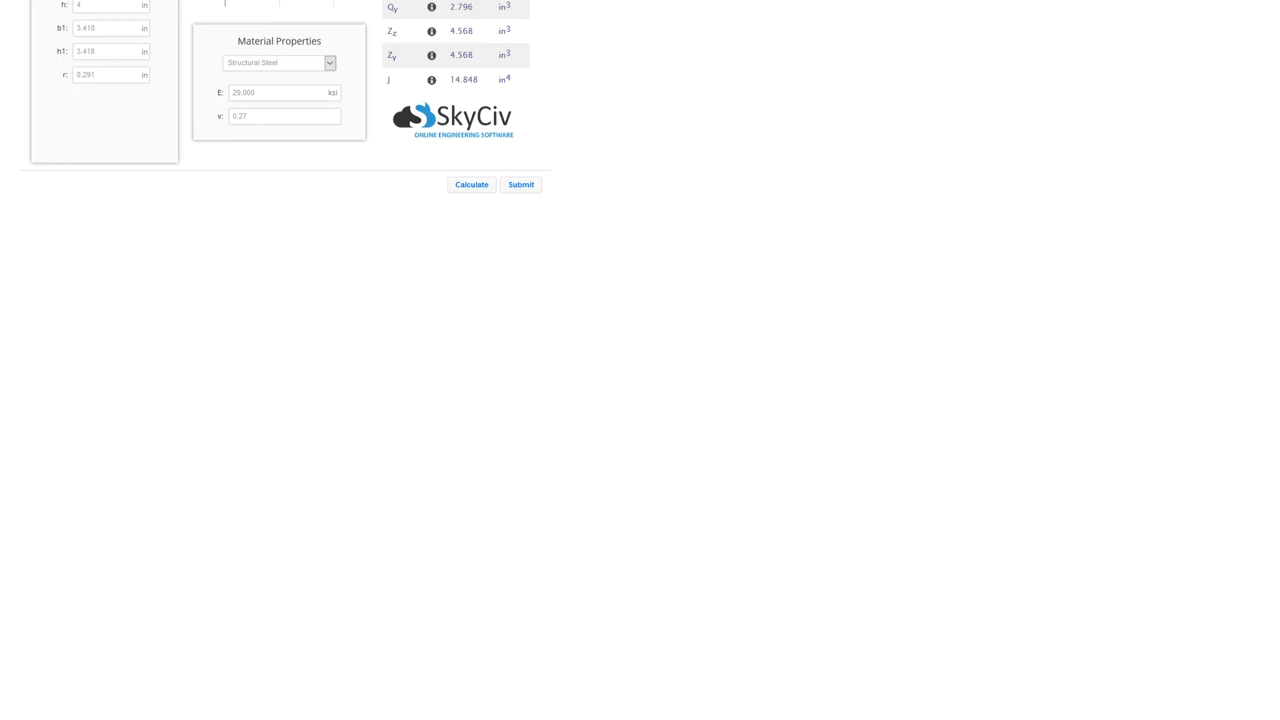 h: 4 in
b1: 3.418 in
h1: 3.418 in
r: 0.291 in
Material Properties
Structural Steel
E: 29,000 ksi
v: 0.27
Qy 2.796 in3
Zz 4.568 in3
Zy 4.568 in3
J 14.848 in4
SkyCiv
ONLINE ENGINEERING SOFTWARE
Calculate Submit